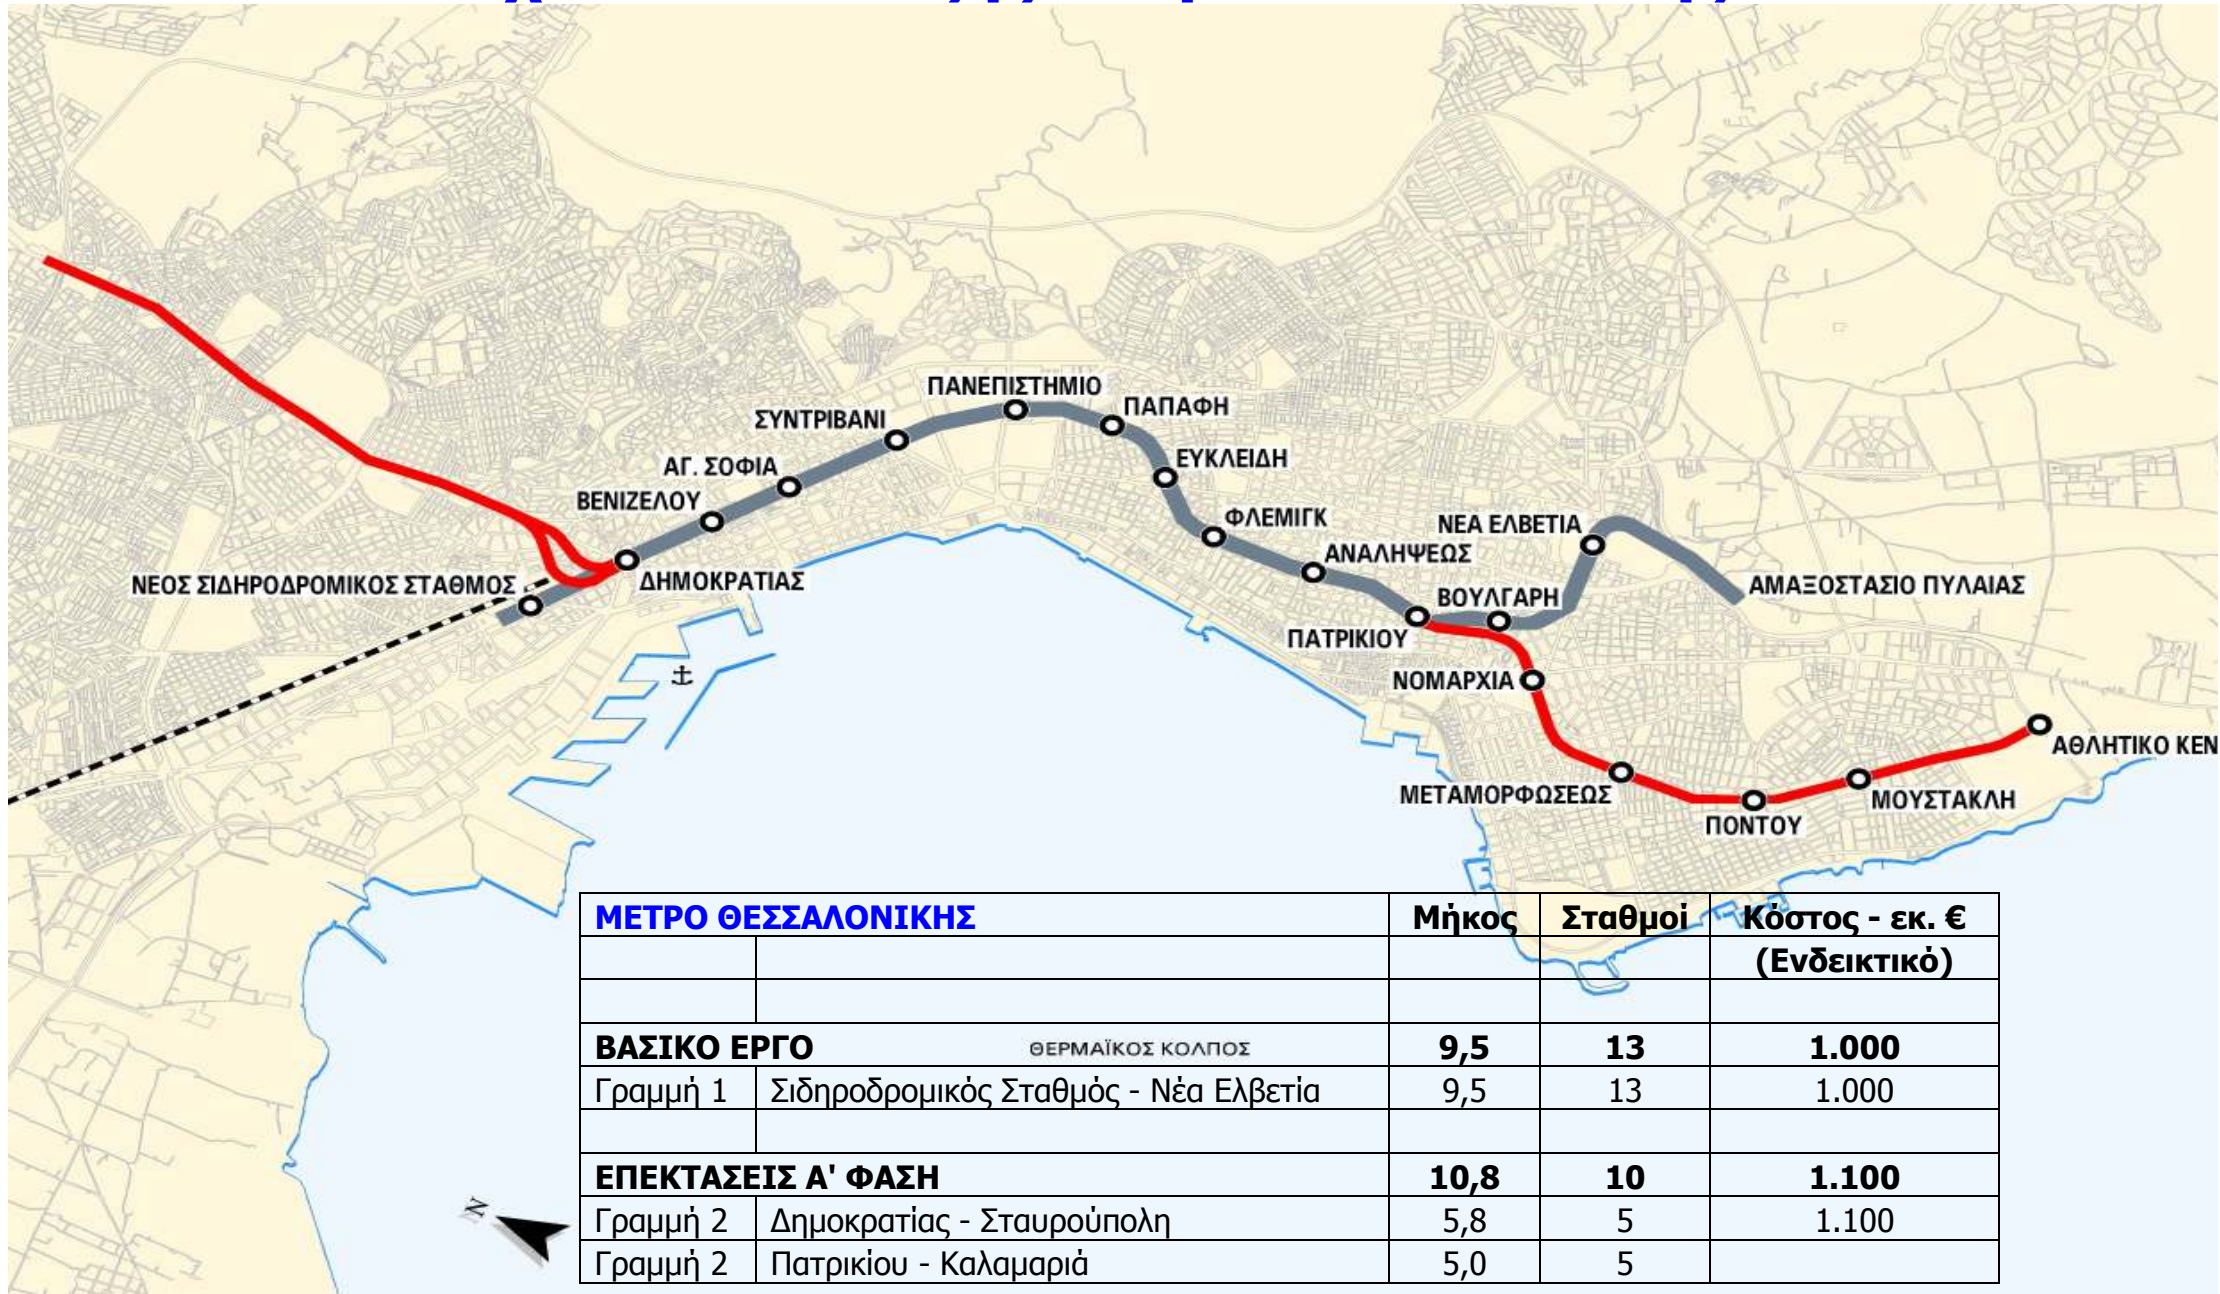 ΠΑΝΕΠΙΣΤΗΜΙΟ
ΠΑΠΑΦΗ
ΣΥΝΤΡΙΒΑΝΙ
ΕΥΚΛΕΙΔΗ
ΑΓ. ΣΟΦΙΑ
ΒΕΝΙΖΕΛΟΥ
ΦΛΕΜΙΓΚ
ΝΕΑ ΕΛΒΕΤΙΑ
ΑΝΑΛΗΨΕΩΣ
ΝΕΟΣ ΣΙΔΗΡΟΔΡΟΜΙΚΟΣ ΣΤΑΘΜΟΣ
ΔΗΜΟΚΡΑΤΙΑΣ
ΒΟΥΛΓΑΡΗ
ΑΜΑΞΟΣΤΑΣΙΟ ΠΥΛΑΙΑΣ
ΠΑΤΡΙΚΙΟΥ
ΝΟΜΑΡΧΙΑ
ΑΘΛΗΤΙΚΟ ΚΕΝ
ΜΕΤΑΜΟΡΦΩΣΕΩΣ
ΜΟΥΣΤΑΚΛΗ
ΠΟΝΤΟΥ
ΜΕΤΡΟ ΘΕΣΣΑΛΟΝΙΚΗΣ Μήκος Σταθμοί Κόστος - εκ. €
(Ενδεικτικό)
ΒΑΣΙΚΟ ΕΡΓΟ ΘΕΡΜΑΪΚΟΣ ΚΟΛΠΟΣ 9,5 13 1.000
Γραμμή 1 Σιδηροδρομικός Σταθμός - Νέα Ελβετία 9,5 13 1.000
ΕΠΕΚΤΑΣΕΙΣ Α' ΦΑΣΗ 10,8 10 1.100
Γραμμή 2 Δημοκρατίας - Σταυρούπολη 5,8 5 1.100
Γραμμή 2 Πατρικίου - Καλαμαριά 5,0 5
N